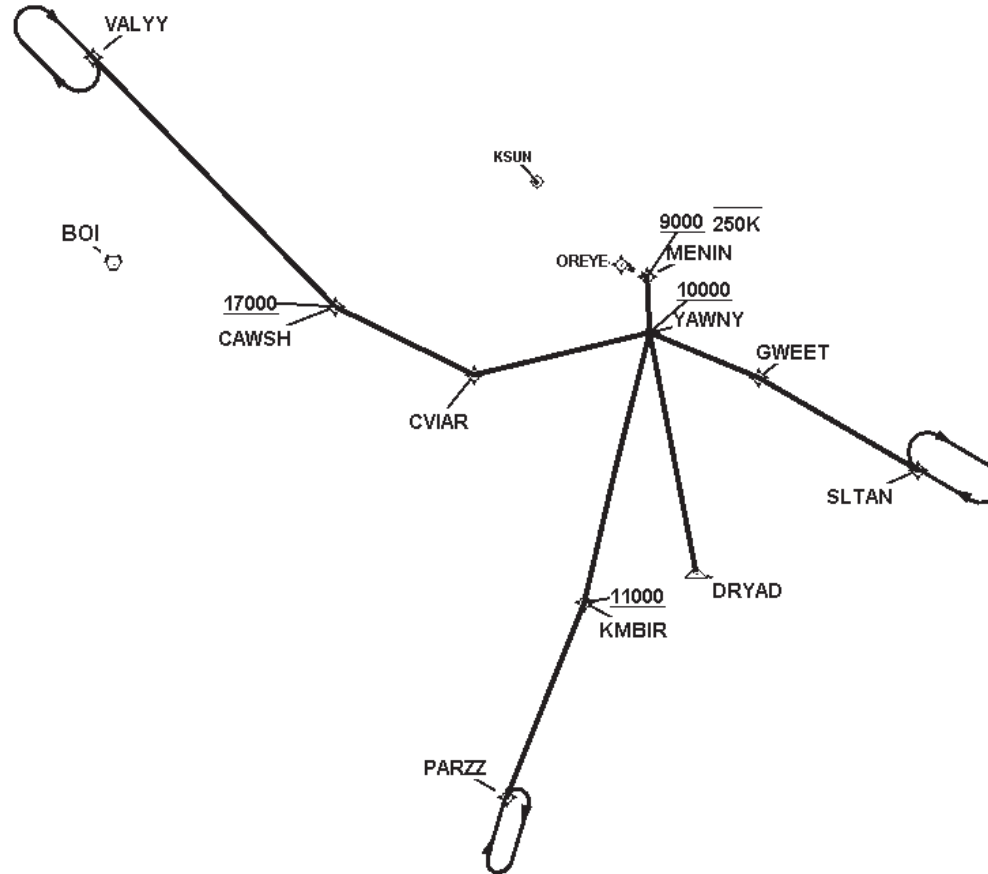 VALYY
KSUN
9000 250K
BOI
OREYE
MENIN
17000
10000
CAWSH
YAWNY
GWEET
CVIAR
SLTAN
DRYAD
11000
KMBIR
PARZZ